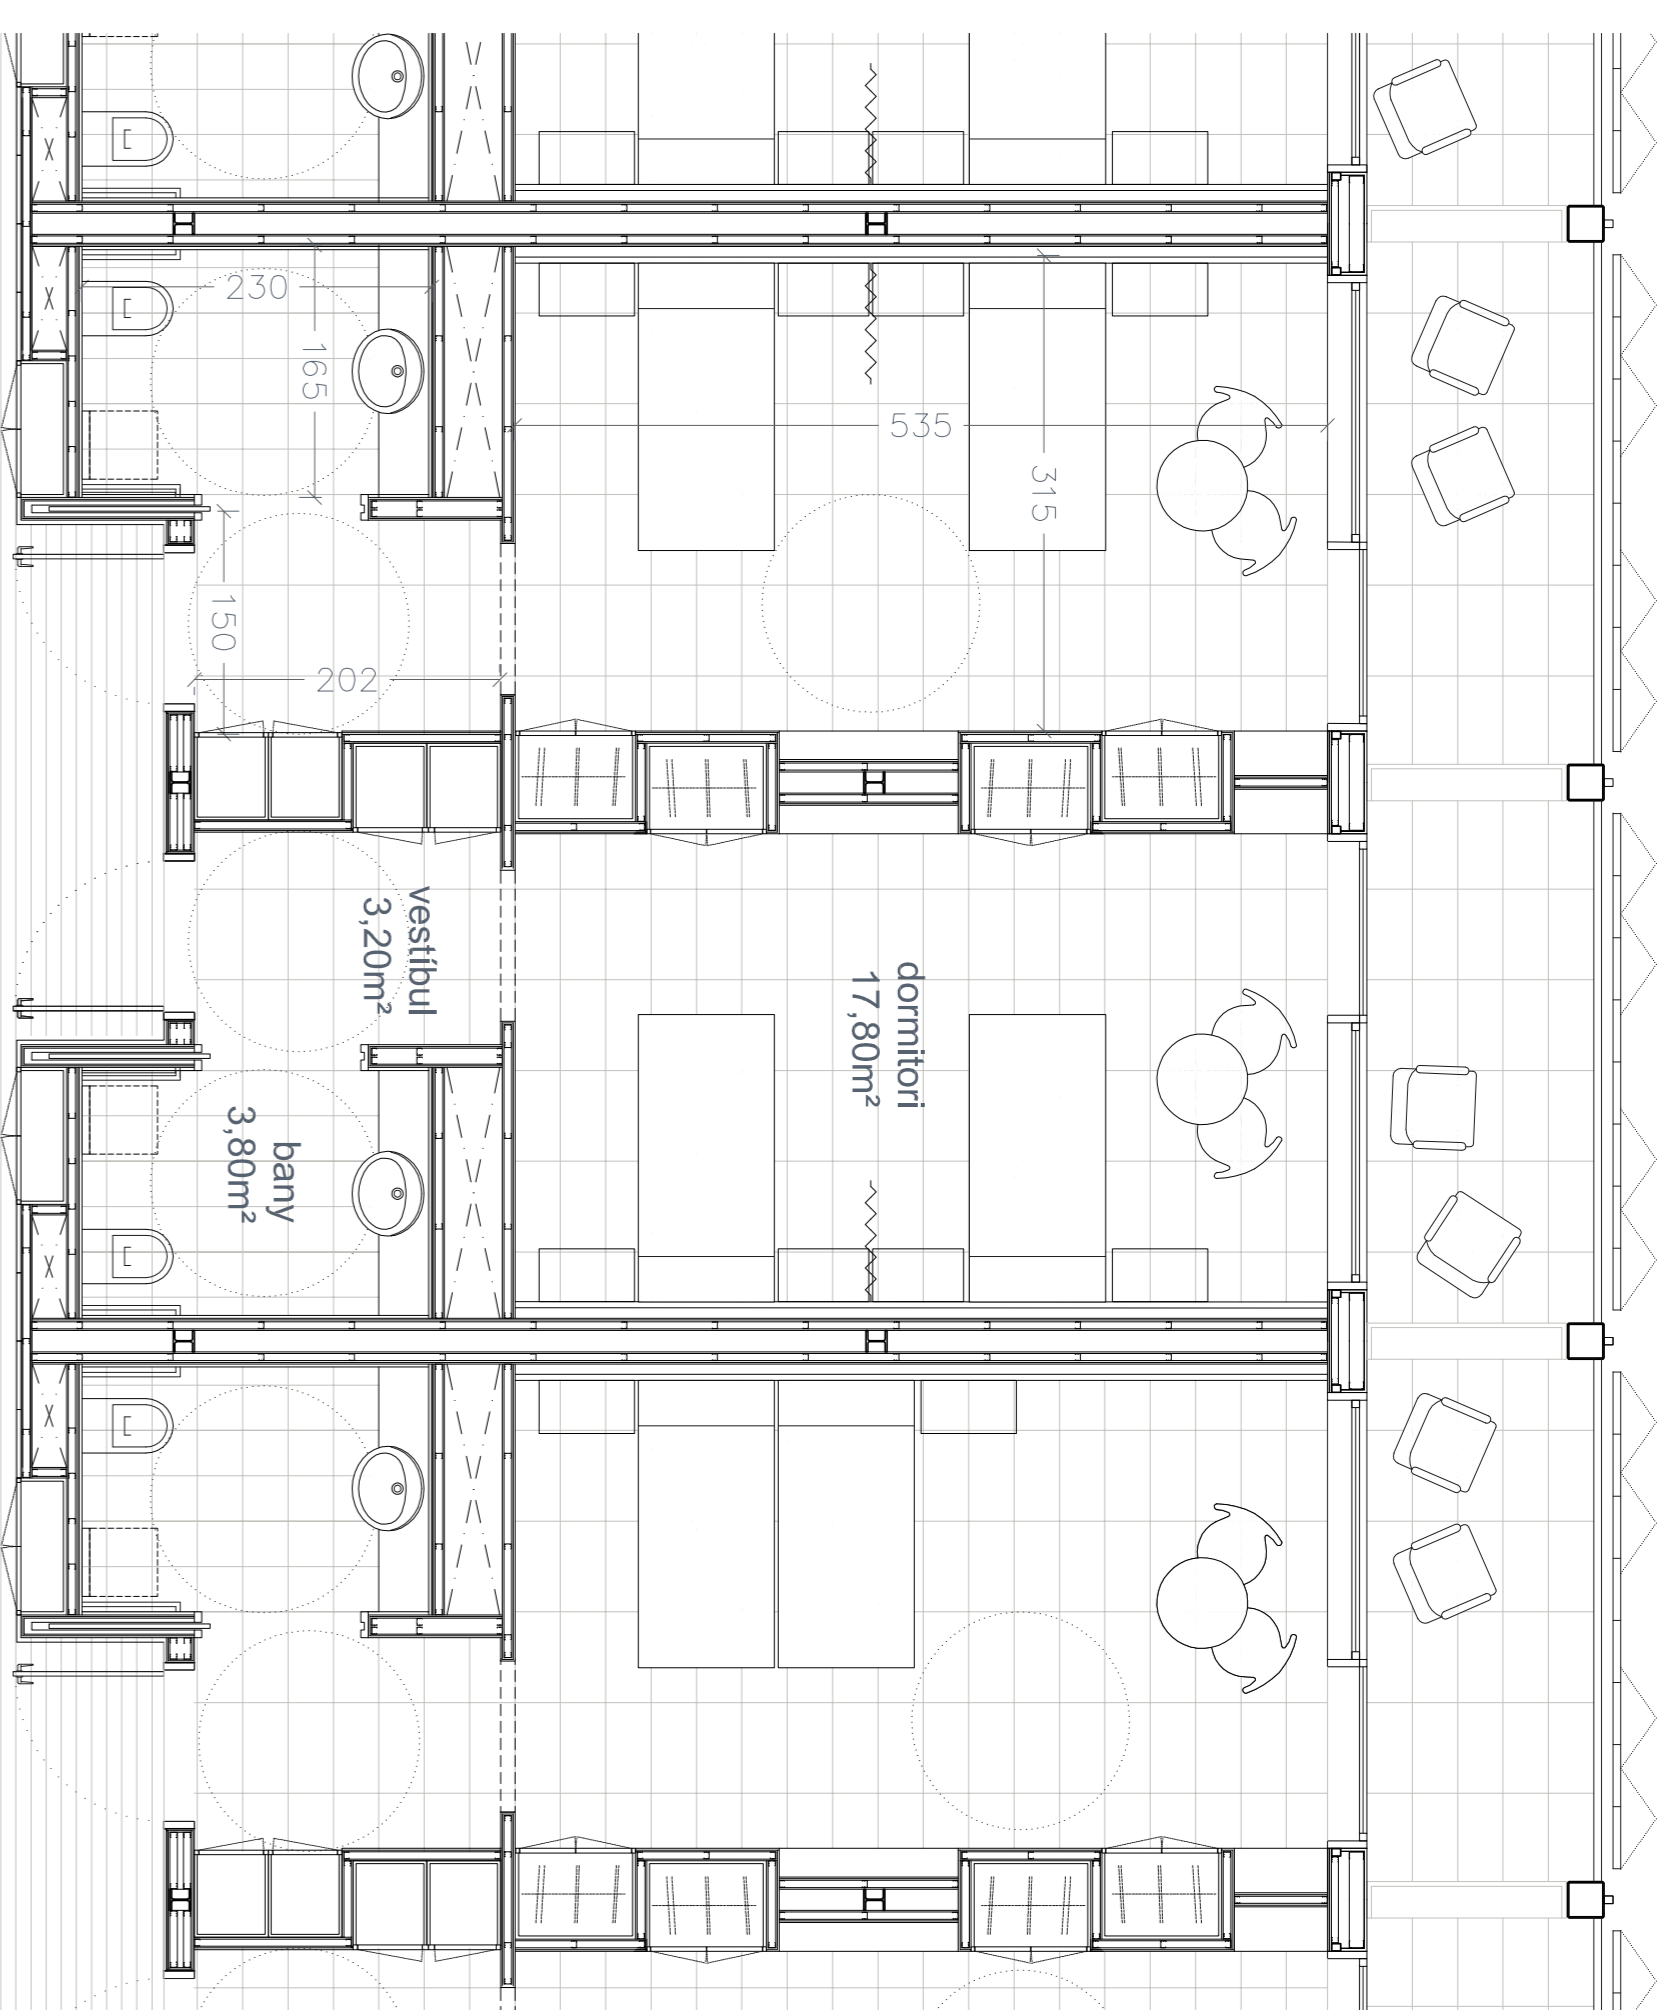 230
165
535
315
150
202
vestíbul
3,20m²
dormitori
17,80m²
bany
3,80m²